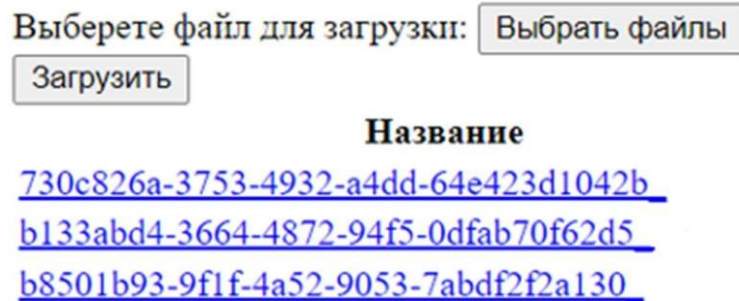 Выберете файл для загрузки: Выбрать файлы
Загрузить
Название
730c826a-3753-4932-a4dd-64e423d1042b_
b133abd4-3664-4872-94f5-0dfab70f62d5_
b8501b93-9f1f-4a52-9053-7abdf2f2a130_